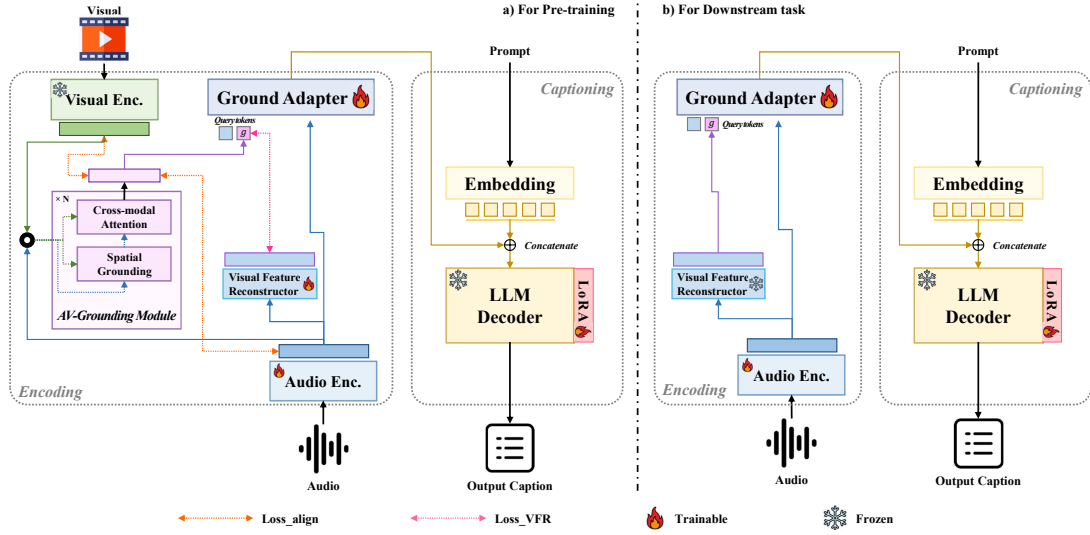 Visual
a) For Pre-training
b) For Downstream task
Prompt
Prompt
Visual Enc.
Ground Adapter
Captioning
Ground Adapter
Captioning
Query tokens
g
Query tokens
g
Embedding
Embedding
× N
Cross-modal
Attention
Concatenate
Concatenate
Spatial
Grounding
Visual Feature
Reconstructor
LLM
Decoder
LoRA
Visual Feature
Reconstructor
LLM
Decoder
LoRA
AV-Grounding Module
Audio Enc.
Audio Enc.
Encoding
Encoding
Audio
Output Caption
Audio
Output Caption
Loss_align
Loss_VFR
Trainable
Frozen